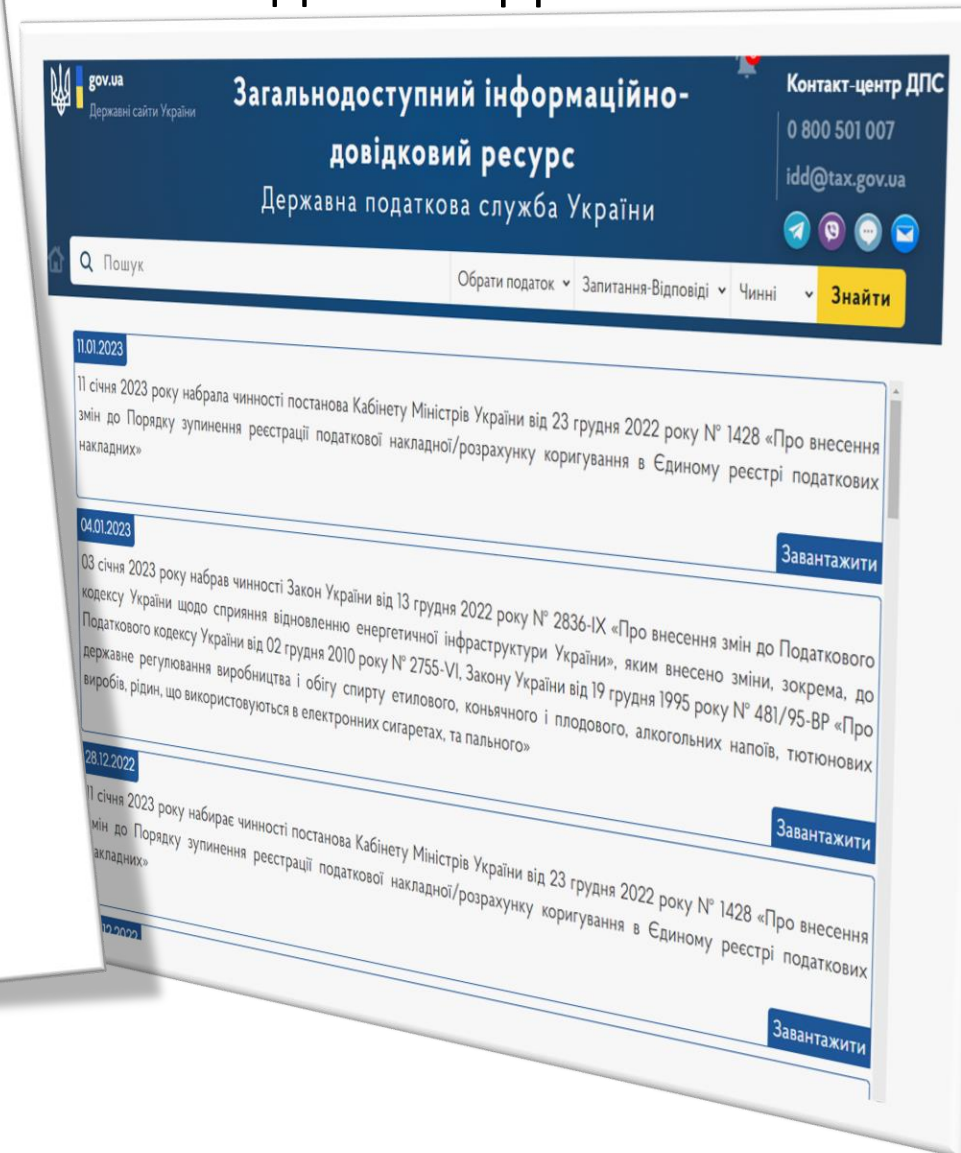 gov.ua
Державні сайти України
Загальнодоступний інформаційно-
довідковий ресурс
Державна податкова служба України
Контакт-центр ДПС
0 800 501 007
idd@tax.gov.ua
Пошук
Обрати податок
Запитання-Відповіді
Чинні
Знайти
11.01.2023
11 січня 2023 року набрала чинності постанова Кабінету Міністрів України від 23 грудня 2022 року № 1428 «Про внесення
змін до Порядку зупинення реєстрації податкової накладної/розрахунку коригування в Єдиному реєстрі податкових
накладних»
Завантажити
04.01.2023
03 січня 2023 року набрав чинності Закон України від 13 грудня 2022 року № 2836-IX «Про внесення змін до Податкового
кодексу України щодо сприяння відновленню енергетичної інфраструктури України», яким внесено зміни, зокрема, до
Податкового кодексу України від 02 грудня 2010 року № 2755-VI, Закону України від 19 грудня 1995 року № 481/95-ВР «Про
державне регулювання виробництва і обігу спирту етилового, коньячного і плодового, алкогольних напоїв, тютюнових
виробів, рідин, що використовуються в електронних сигаретах, та пального»
Завантажити
28.12.2022
11 січня 2023 року набирає чинності постанова Кабінету Міністрів України від 23 грудня 2022 року № 1428 «Про внесення
змін до Порядку зупинення реєстрації податкової накладної/розрахунку коригування в Єдиному реєстрі податкових
накладних»
Завантажити